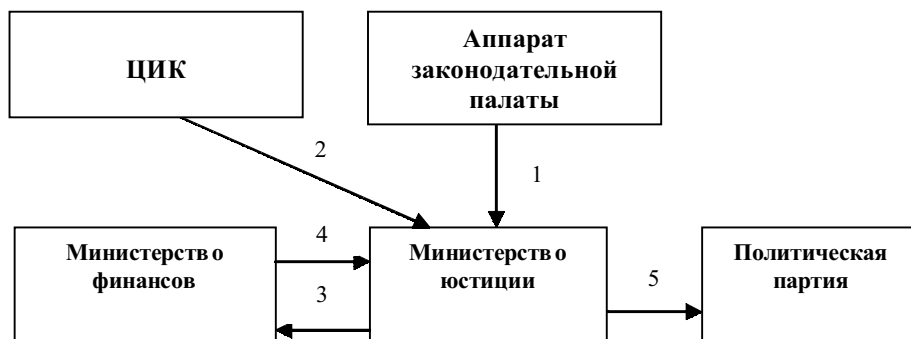 ЦИК
Аппарат
законодательной
палаты
2
1
Министерство
финансов
4
3
Министерство
юстиции
5
Политическая
партия